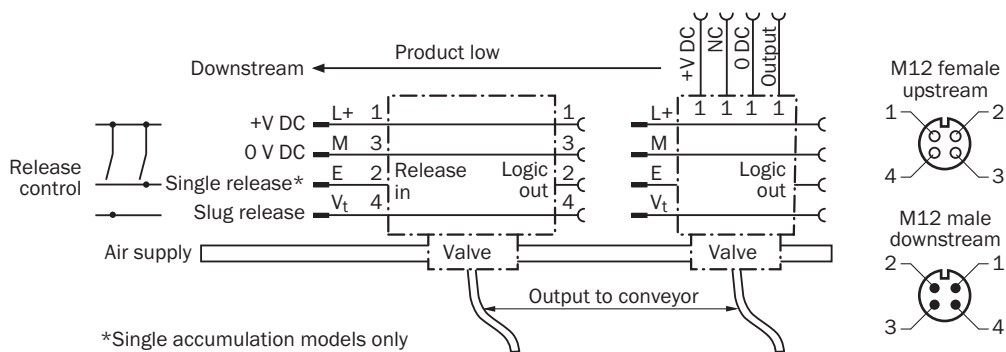 Product low
Downstream
+V DC
NC
0 DC
Output
1 1 1 1
+V DC L+ 1 1 L+
0 V DC M 3 3 M
Single release* E 2 Release in Logic out 2 E Logic out
Slug release Vt 4 4 Vt
Release control
Air supply
Valve Valve
Output to conveyor
*Single accumulation models only
M12 female
upstream
1 2
4 3
M12 male
downstream
2 1
3 4